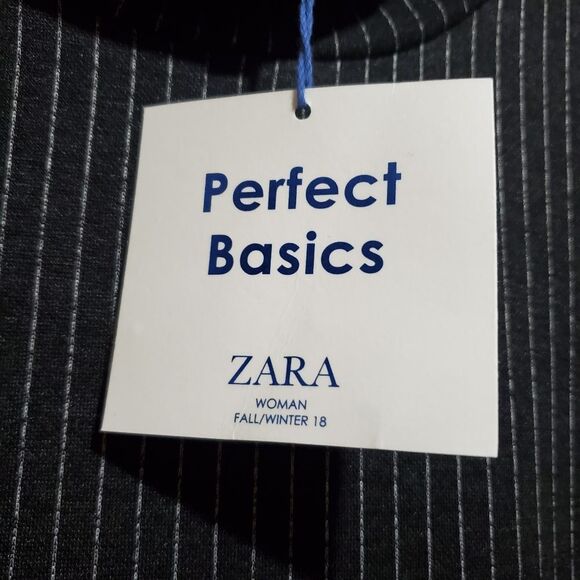 Perfect
Basics
ZARA
WOMAN
FALL/WINTER 18